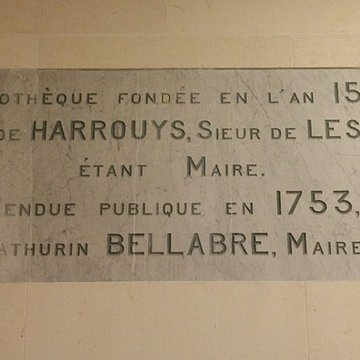 OTHÈQUE FONDÉE EN L'AN 15
DE HARROUYS, SIEUR DE LES
ÉTANT MAIRE.
ENDUE PUBLIQUE EN 1753,
ATHURIN BELLABRE, MAIRE